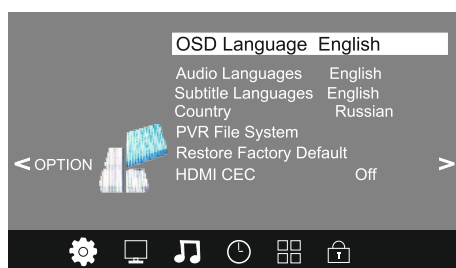 OSD Language English
Audio Languages English
Subtitle Languages English
Country Russian
PVR File System
Restore Factory Default
HDMI CEC Off
< OPTION >